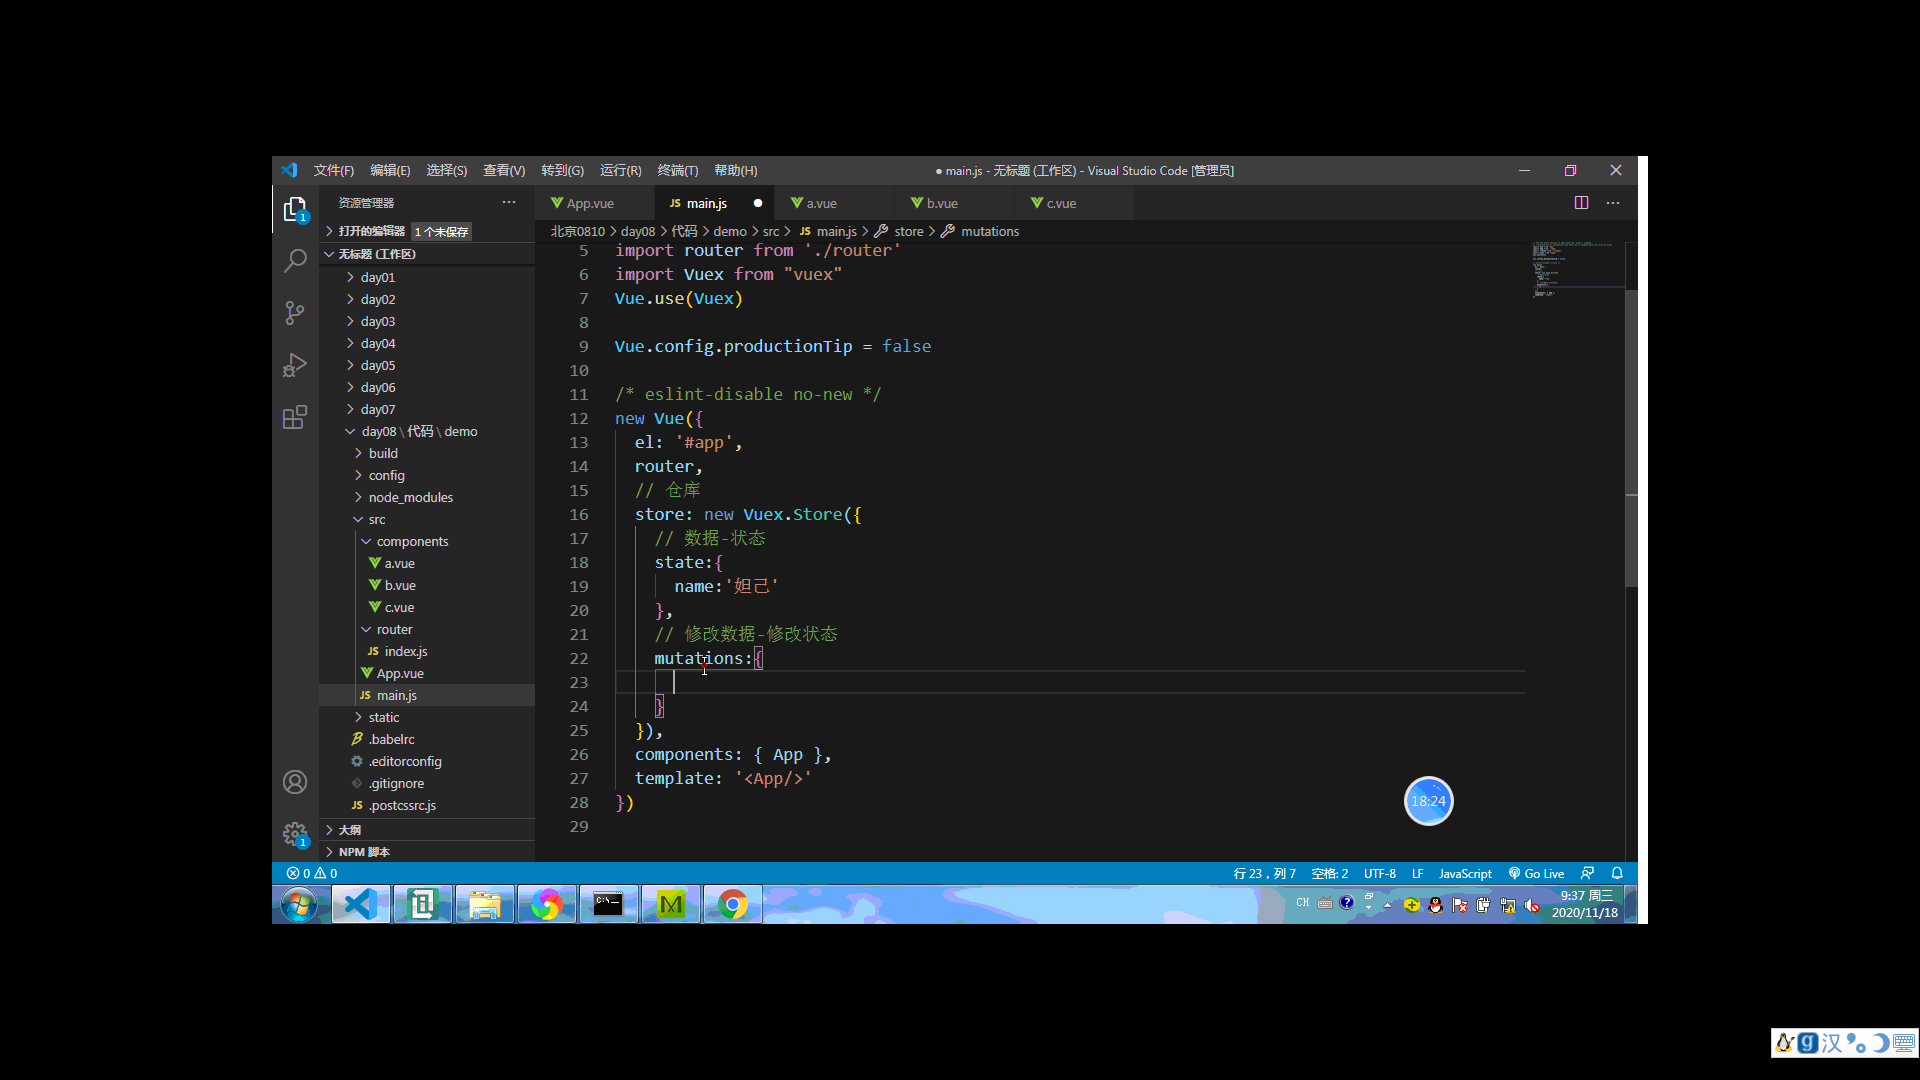 文件(F) 编辑(E) 选择(S) 查看(V) 转到(G) 运行(R) 终端(T) 帮助(H) ● main.js - 无标题 (工作区) - Visual Studio Code [管理员]
资源管理器 ··· App.vue JS main.js ● a.vue b.vue c.vue ···
打开的编辑器 1 个未保存
北京0810 > day08 > 代码 > demo > src > JS main.js > store > mutations
无标题 (工作区)
day01
day02
day03
day04
day05
day06
day07
day08 \ 代码 \ demo
build
config
node_modules
src
components
a.vue
b.vue
c.vue
router
JS index.js
App.vue
JS main.js
static
.babelrc
.editorconfig
.gitignore
JS .postcssrc.js
大纲
NPM 脚本
5 import router from './router'
6 import Vuex from "vuex"
7 Vue.use(Vuex)
8
9 Vue.config.productionTip = false
10
11 /* eslint-disable no-new */
12 new Vue({
13 el: '#app',
14 router,
15 // 仓库
16 store: new Vuex.Store({
17 // 数据-状态
18 state:{
19 name:'妲己'
20 },
21 // 修改数据-修改状态
22 mutations:{
23
24 }
25 }),
26 components: { App },
27 template: '<App/>'
28 })
29
18:24
0 0 行 23，列 7 空格: 2 UTF-8 LF JavaScript Go Live
CH 9:37 周三
2020/11/18
汉